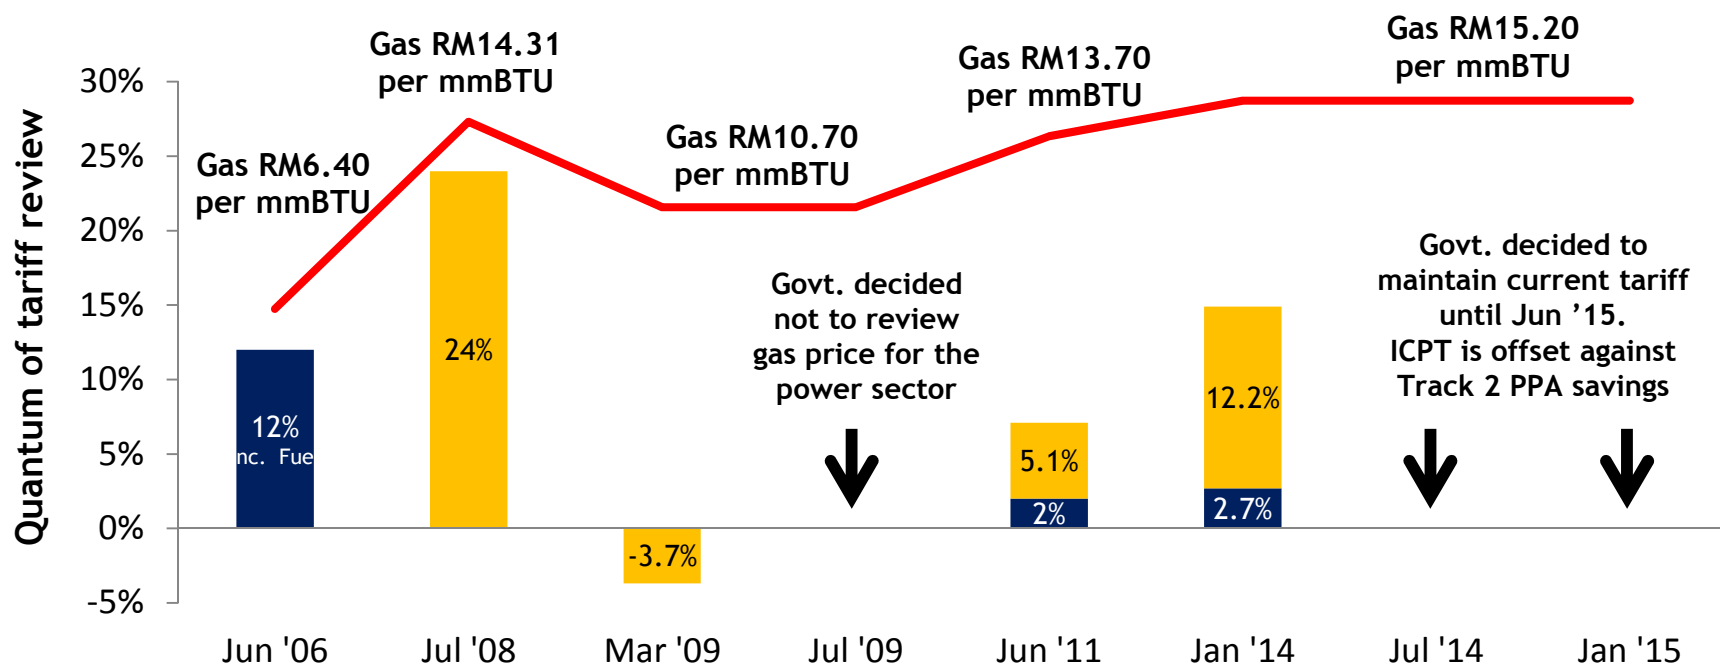 Quantum of tariff review
30%
25%
20%
15%
10%
5%
0%
-5%
Gas RM6.40
per mmBTU
Gas RM14.31
per mmBTU
Gas RM10.70
per mmBTU
Gas RM13.70
per mmBTU
Gas RM15.20
per mmBTU
Govt. decided
not to review
gas price for the
power sector
Govt. decided to
maintain current tariff
until Jun ’15.
ICPT is offset against
Track 2 PPA savings
12%
nc. Fue
24%
-3.7%
5.1%
2%
12.2%
2.7%
Jun '06
Jul '08
Mar '09
Jul '09
Jun '11
Jan '14
Jul '14
Jan '15